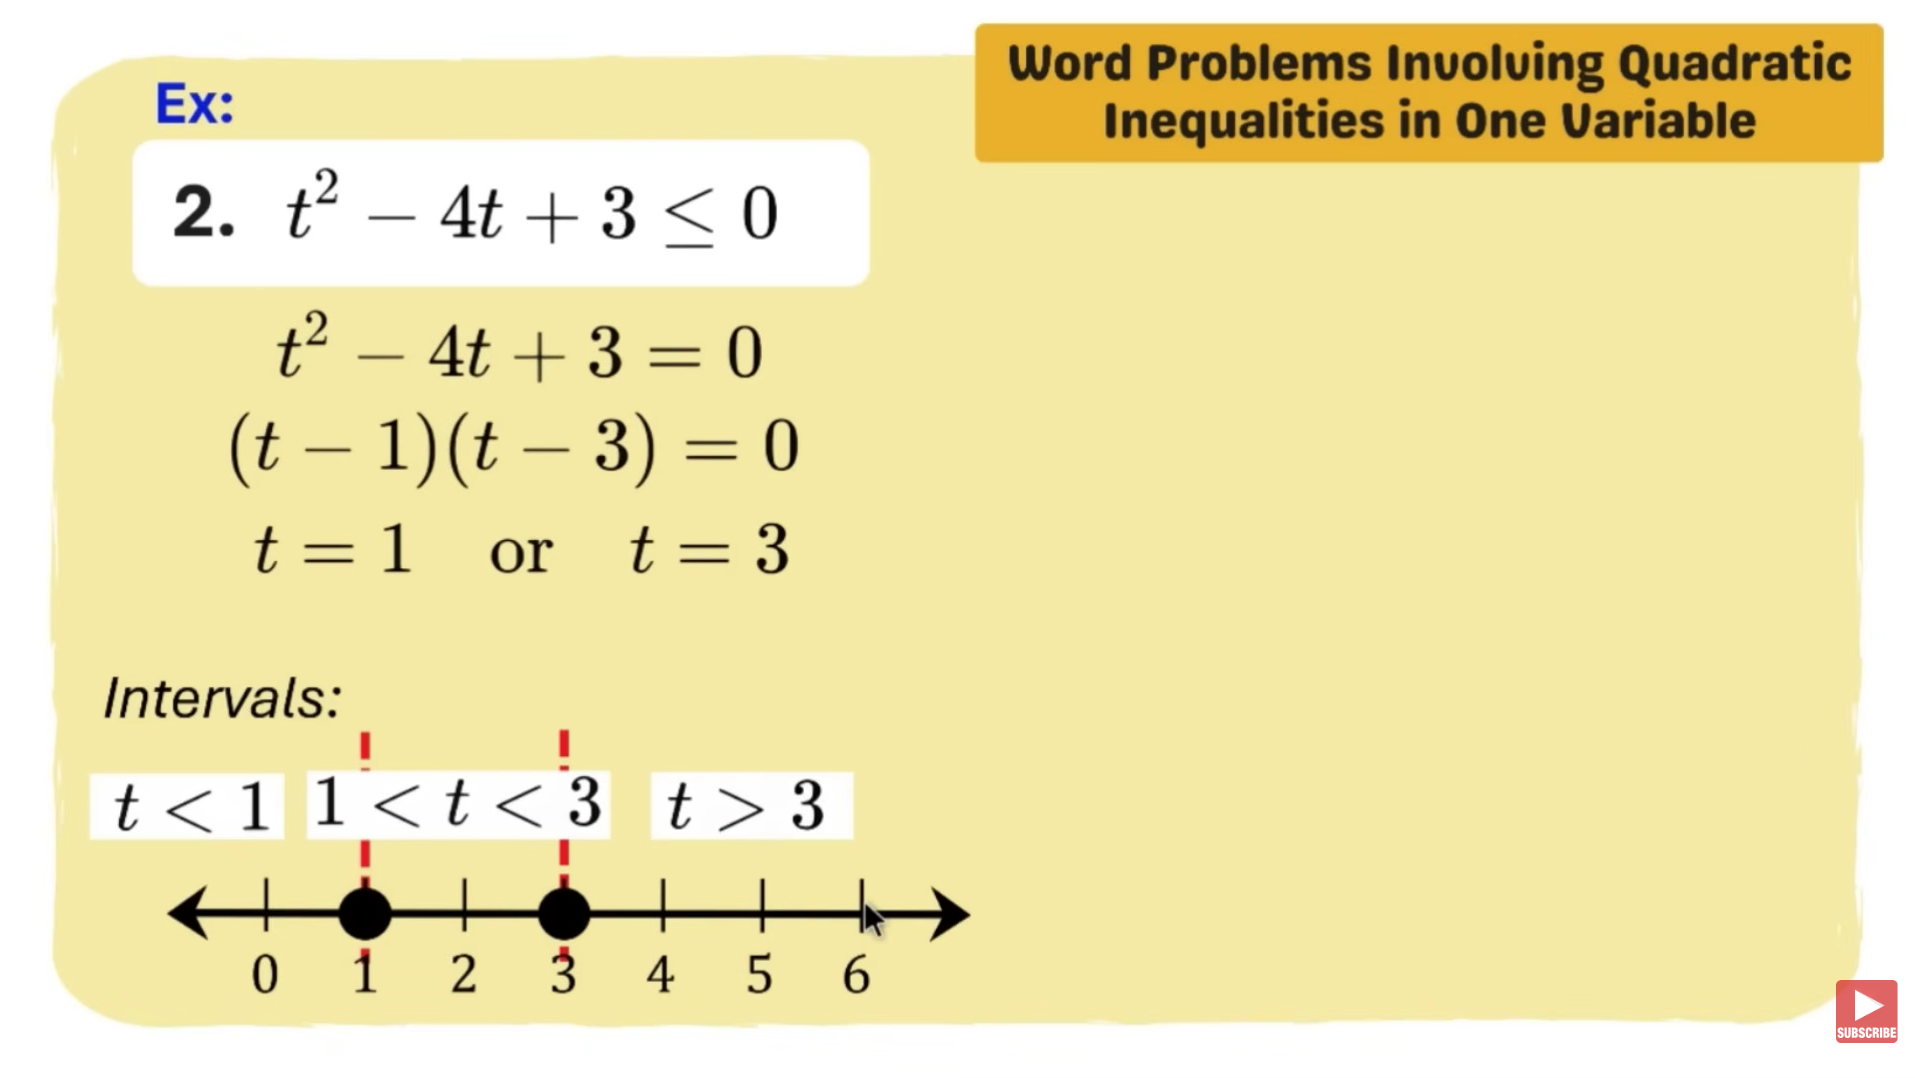 Word Problems Involving Quadratic
Inequalities in One Variable
Ex:
2. t² − 4t + 3 ≤ 0
t² − 4t + 3 = 0
(t − 1)(t − 3) = 0
t = 1 or t = 3
Intervals:
t < 1 1 < t < 3 t > 3
0 1 2 3 4 5 6
SUBSCRIBE